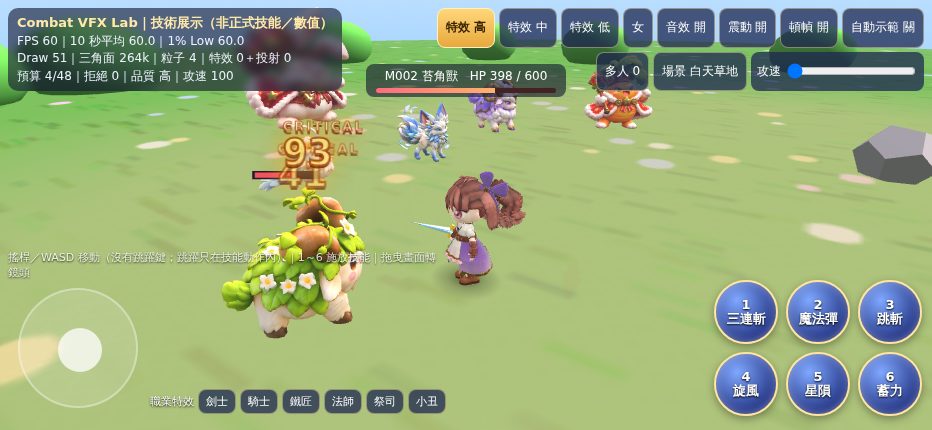 Combat VFX Lab｜技術展示（非正式技能／數值）
FPS 60｜10 秒平均 60.0｜1% Low 60.0
Draw 51｜三角面 264k｜粒子 4｜特效 0＋投射 0
預算 4/48｜拒絕 0｜品質 高｜攻速 100
特效 高
特效 中
特效 低
女
音效 開
震動 開
頓幀 開
自動示範 關
多人 0
場景 白天草地
攻速
M002 苔角獸 HP 398 / 600
CRITICAL
93
41
搖桿／WASD 移動（沒有跳躍鍵；跳躍只在技能動作內）｜1～6 施放技能｜拖曳畫面轉
鏡頭
1
三連斬
2
魔法彈
3
跳斬
4
旋風
5
星隕
6
蓄力
職業特效
劍士
騎士
鐵匠
法師
祭司
小丑